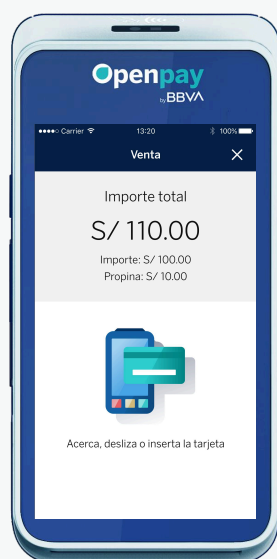 Openpay
by BBVA
Carrier 13:20 100%
Venta
Importe total
S/ 110.00
Importe: S/ 100.00
Propina: S/ 10.00
Acerca, desliza o inserta la tarjeta